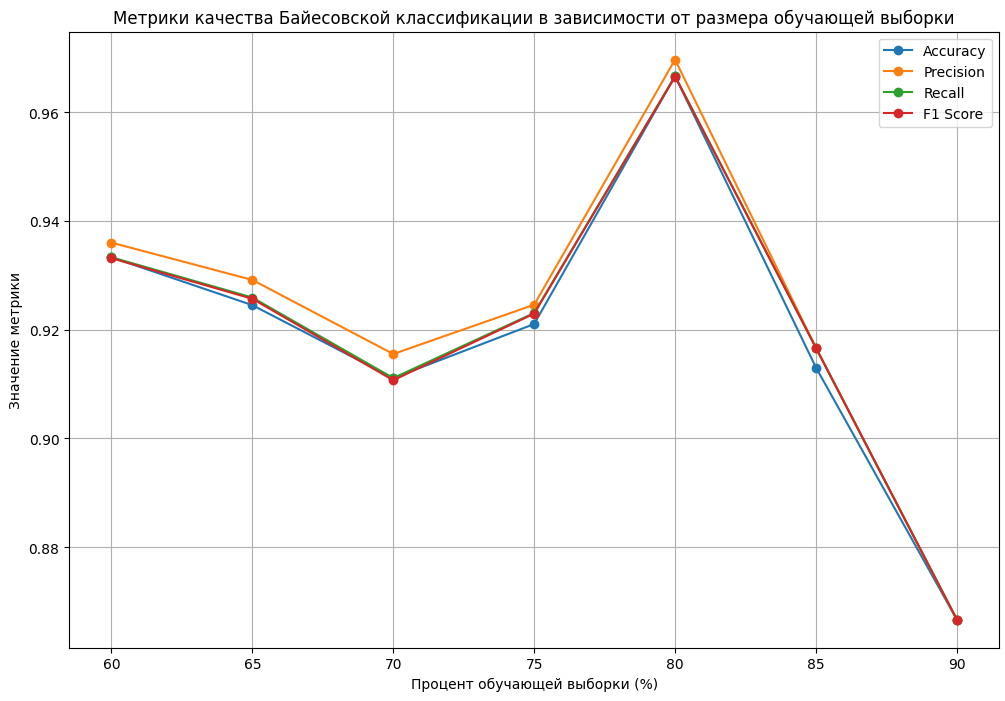 Метрики качества Байесовской классификации в зависимости от размера обучающей выборки
Accuracy
Precision
Recall
F1 Score
Значение метрики
0.96
0.94
0.92
0.90
0.88
60 65 70 75 80 85 90
Процент обучающей выборки (%)